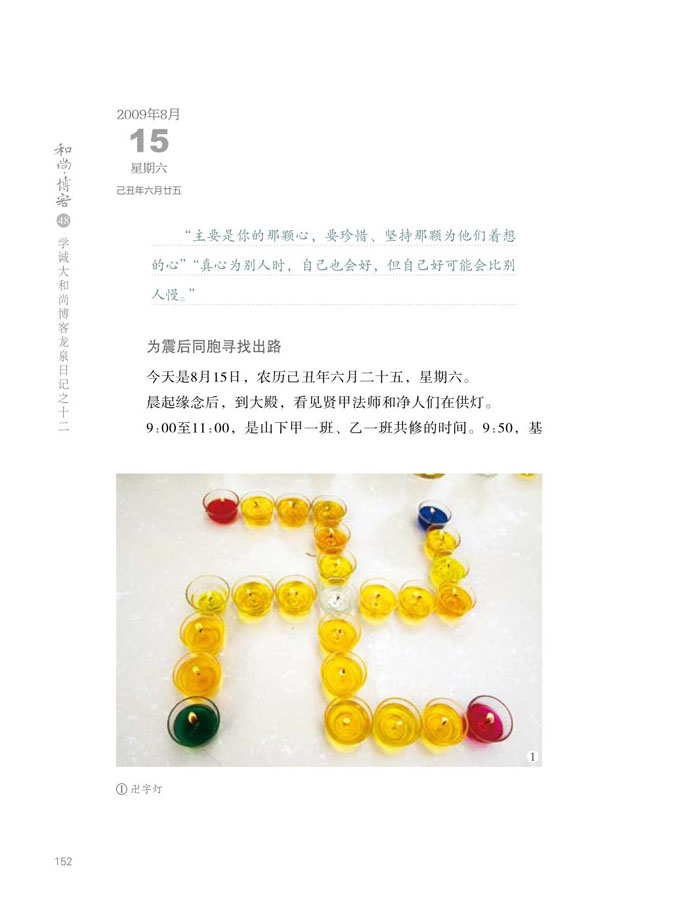 2009年8月
15
星期六
己丑年六月廿五
和尚·博客
48
学诚大和尚博客龙泉日记之十二
“主要是你的那颗心，要珍惜、坚持那颗为他们着想
的心”“真心为别人时，自己也会好，但自己好可能会比别
人慢。”
为震后同胞寻找出路
今天是8月15日，农历己丑年六月二十五，星期六。
晨起缘念后，到大殿，看见贤甲法师和净人们在供灯。
9:00至11:00，是山下甲一班、乙一班共修的时间。9:50，基
1
① 卍字灯
152